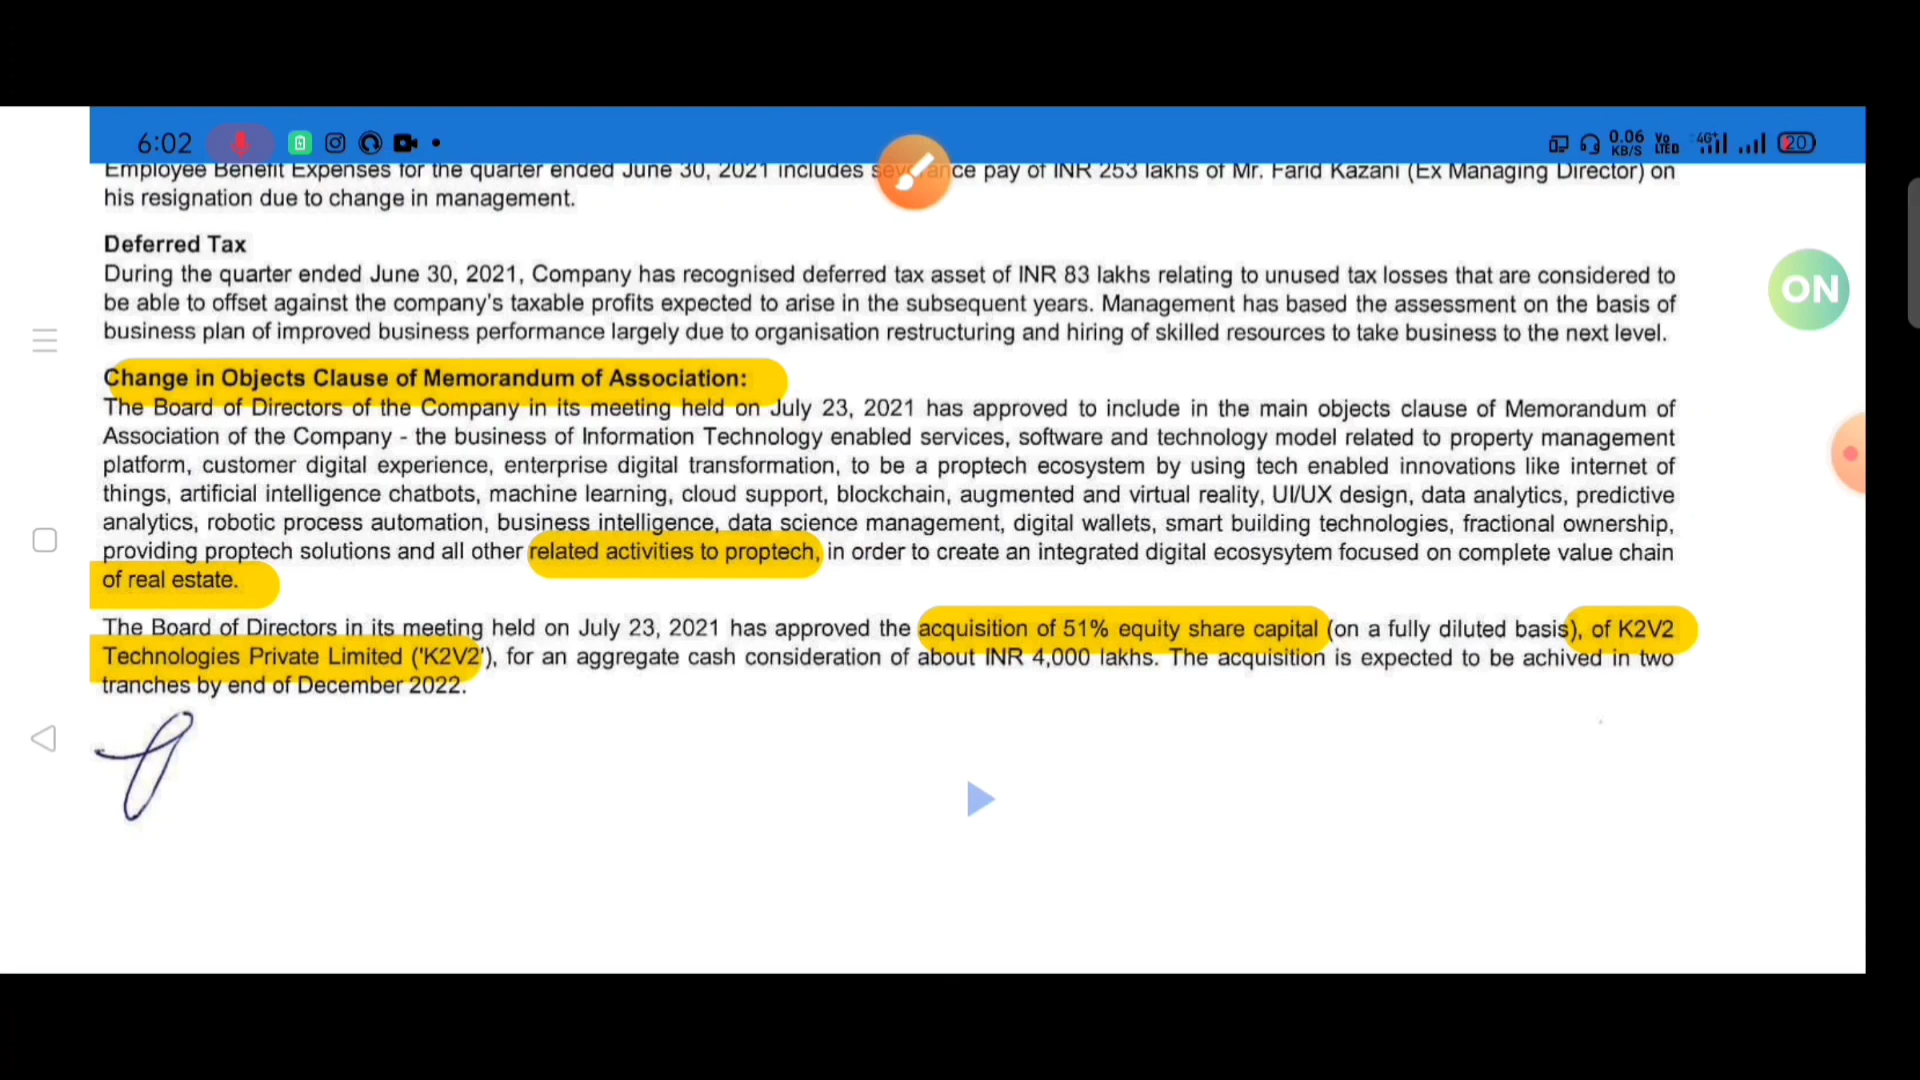 6:02
0.06
KB/S
Vo
LTED
4G+
20
Employee Benefit Expenses for the quarter ended June 30, 2021 includes severance pay of INR 253 lakhs of Mr. Farid Kazani (Ex Managing Director) on
his resignation due to change in management.
Deferred Tax
During the quarter ended June 30, 2021, Company has recognised deferred tax asset of INR 83 lakhs relating to unused tax losses that are considered to
be able to offset against the company's taxable profits expected to arise in the subsequent years. Management has based the assessment on the basis of
business plan of improved business performance largely due to organisation restructuring and hiring of skilled resources to take business to the next level.
ON
Change in Objects Clause of Memorandum of Association:
The Board of Directors of the Company in its meeting held on July 23, 2021 has approved to include in the main objects clause of Memorandum of
Association of the Company - the business of Information Technology enabled services, software and technology model related to property management
platform, customer digital experience, enterprise digital transformation, to be a proptech ecosystem by using tech enabled innovations like internet of
things, artificial intelligence chatbots, machine learning, cloud support, blockchain, augmented and virtual reality, UI/UX design, data analytics, predictive
analytics, robotic process automation, business intelligence, data science management, digital wallets, smart building technologies, fractional ownership,
providing proptech solutions and all other related activities to proptech, in order to create an integrated digital ecosysytem focused on complete value chain
of real estate.
The Board of Directors in its meeting held on July 23, 2021 has approved the acquisition of 51% equity share capital (on a fully diluted basis), of K2V2
Technologies Private Limited ('K2V2'), for an aggregate cash consideration of about INR 4,000 lakhs. The acquisition is expected to be achived in two
tranches by end of December 2022.